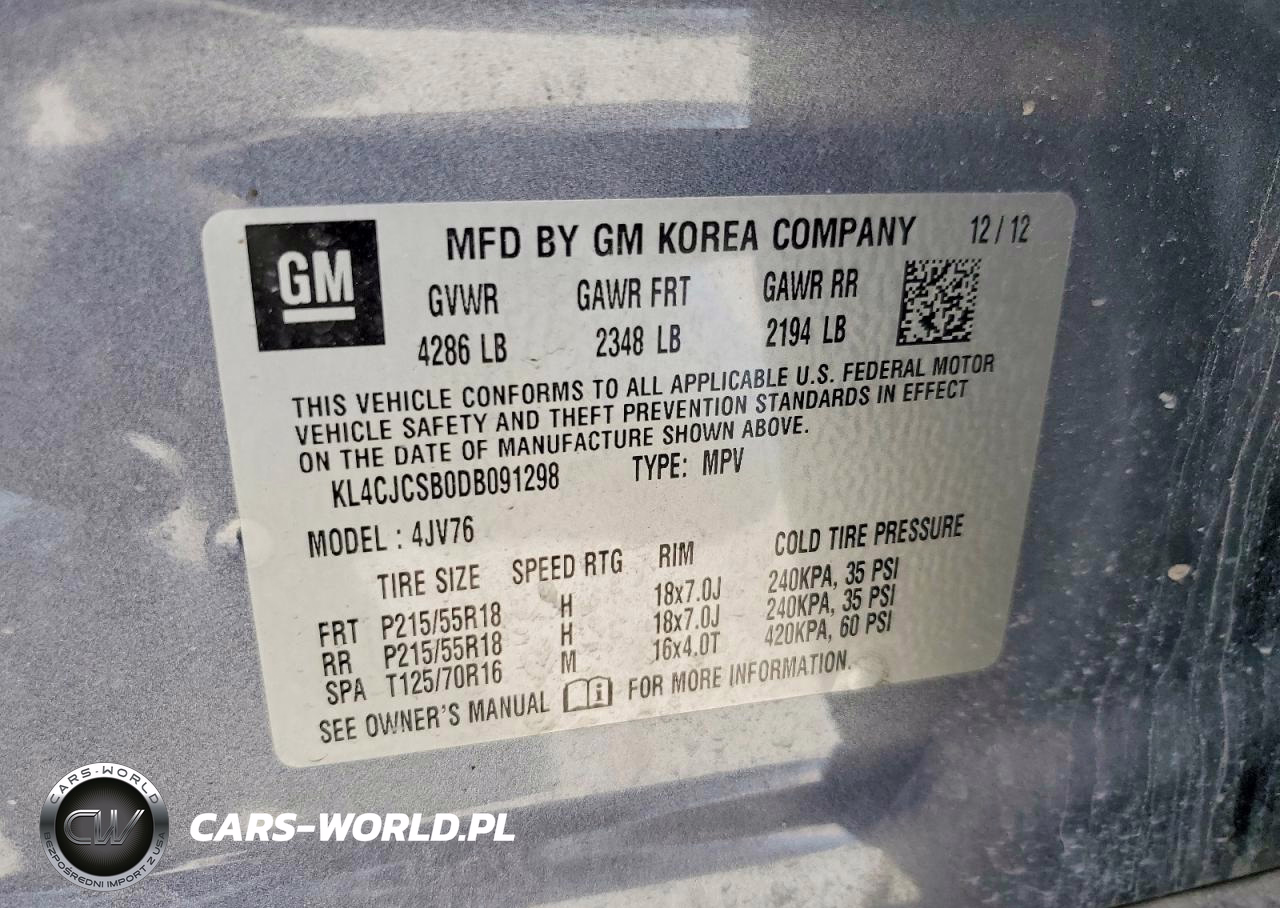 GM
MFD BY GM KOREA COMPANY 12/12
GVWR GAWR FRT GAWR RR
4286 LB 2348 LB 2194 LB
THIS VEHICLE CONFORMS TO ALL APPLICABLE U.S. FEDERAL MOTOR
VEHICLE SAFETY AND THEFT PREVENTION STANDARDS IN EFFECT
ON THE DATE OF MANUFACTURE SHOWN ABOVE.
KL4CJCSB0DB091298 TYPE: MPV
MODEL : 4JV76
TIRE SIZE SPEED RTG RIM COLD TIRE PRESSURE
FRT P215/55R18 H 18x7.0J 240KPA, 35 PSI
RR P215/55R18 H 18x7.0J 240KPA, 35 PSI
SPA T125/70R16 M 16x4.0T 420KPA, 60 PSI
SEE OWNER'S MANUAL FOR MORE INFORMATION.
CARS-WORLD
CW
BEZPOŚREDNI IMPORT Z USA
CARS-WORLD.PL